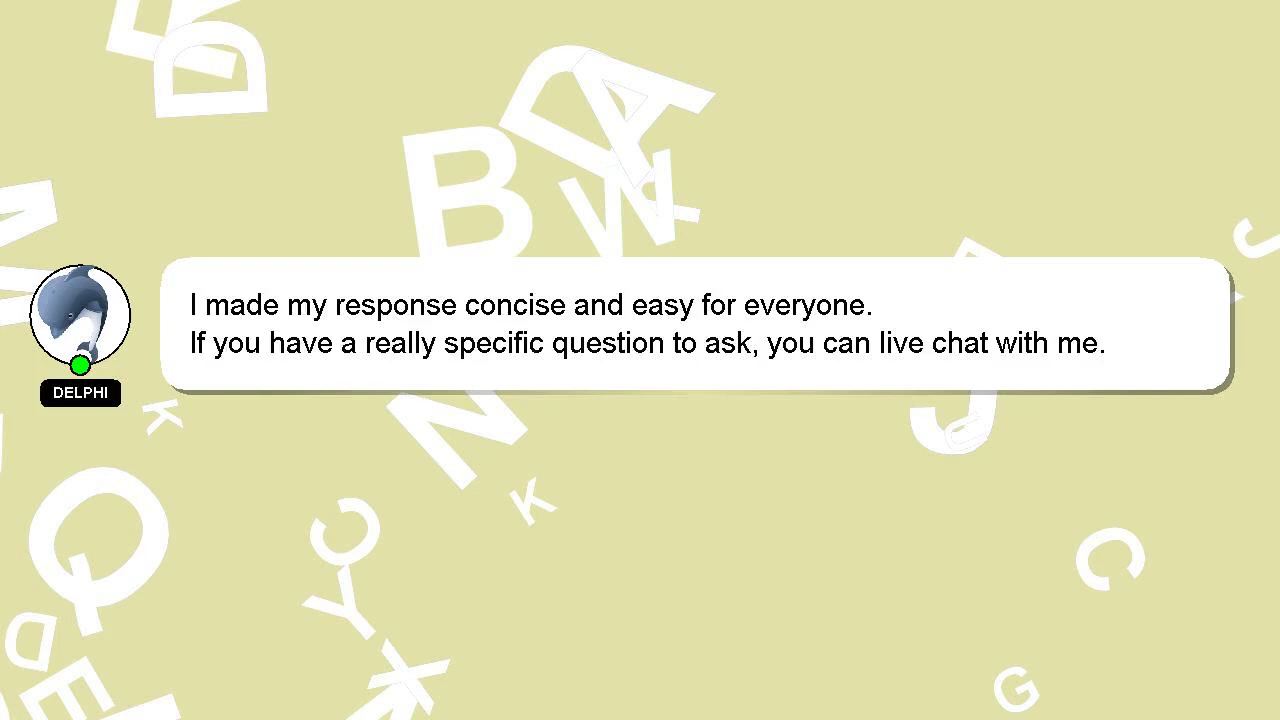 I made my response concise and easy for everyone.
If you have a really specific question to ask, you can live chat with me.
DELPHI